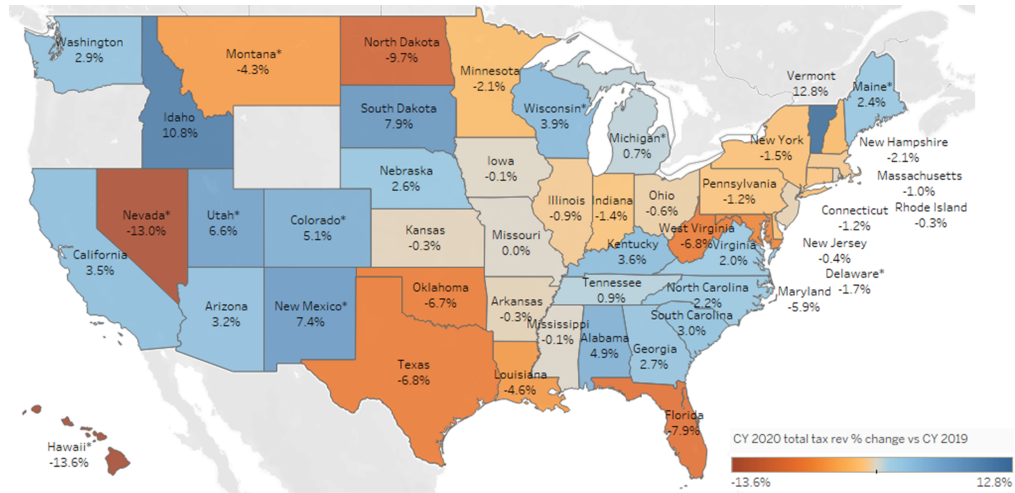 Washington
2.9%
Montana*
-4.3%
North Dakota
-9.7%
Minnesota
-2.1%
Idaho
10.8%
South Dakota
7.9%
Wisconsin*
3.9%
Michigan*
0.7%
Vermont
12.8%
Maine*
2.4%
New York
-1.5%
New Hampshire
-2.1%
Massachusetts
-1.0%
Rhode Island
-0.3%
Connecticut
-1.2%
New Jersey
-0.4%
Delaware*
-1.7%
Maryland
-5.9%
Nevada*
-13.0%
Utah*
6.6%
Colorado*
5.1%
Nebraska
2.6%
Iowa
-0.1%
Illinois
-0.9%
Indiana
-1.4%
Ohio
-0.6%
Pennsylvania
-1.2%
West Virginia
-6.8%
Virginia
2.0%
Kansas
-0.3%
Missouri
0.0%
Kentucky
3.6%
California
3.5%
Arizona
3.2%
New Mexico*
7.4%
Oklahoma
-6.7%
Arkansas
-0.3%
Tennessee
0.9%
North Carolina
2.2%
South Carolina
3.0%
Mississippi
-0.1%
Alabama
4.9%
Georgia
2.7%
Texas
-6.8%
Louisiana
-4.6%
Florida
-7.9%
Hawaii*
-13.6%
CY 2020 total tax rev % change vs CY 2019
-13.6%
12.8%